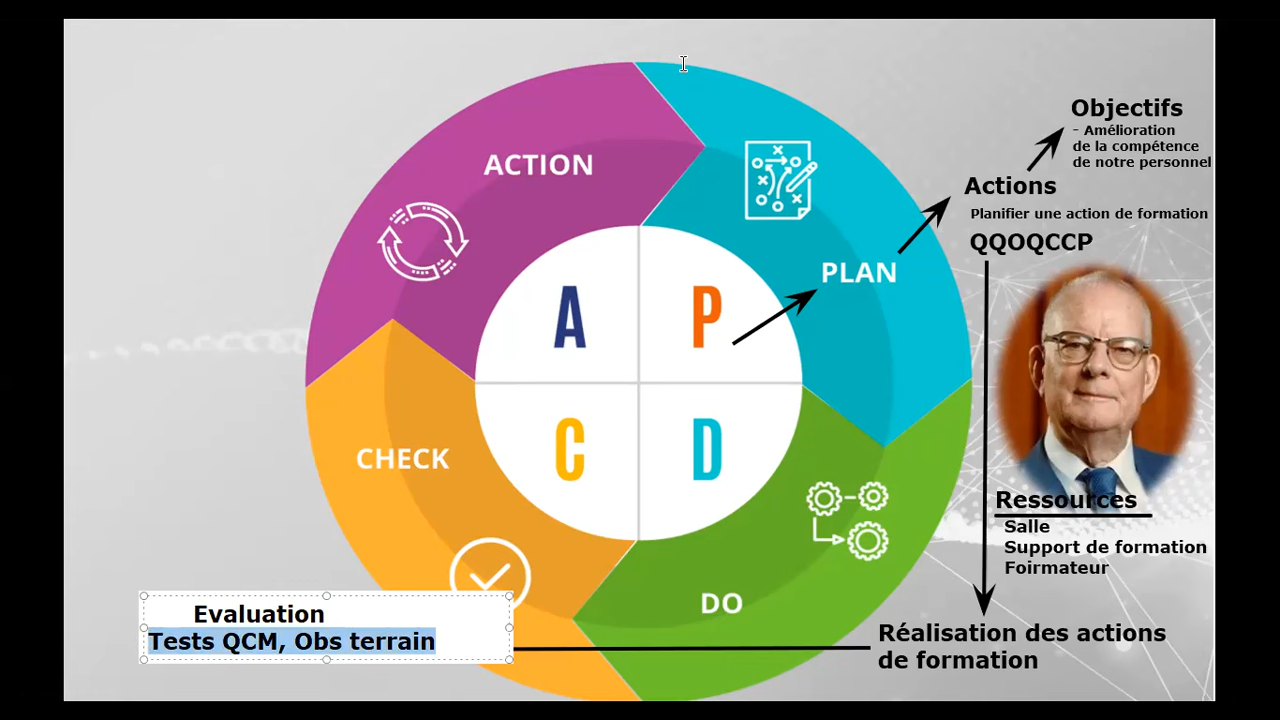 Objectifs
- Amélioration
de la compétence
de notre personnel
ACTION
Actions
Planifier une action de formation
QQOQCCP
PLAN
A
P
C
D
CHECK
Ressources
Salle
Support de formation
Foirmateur
DO
Evaluation
Tests QCM, Obs terrain
Réalisation des actions
de formation